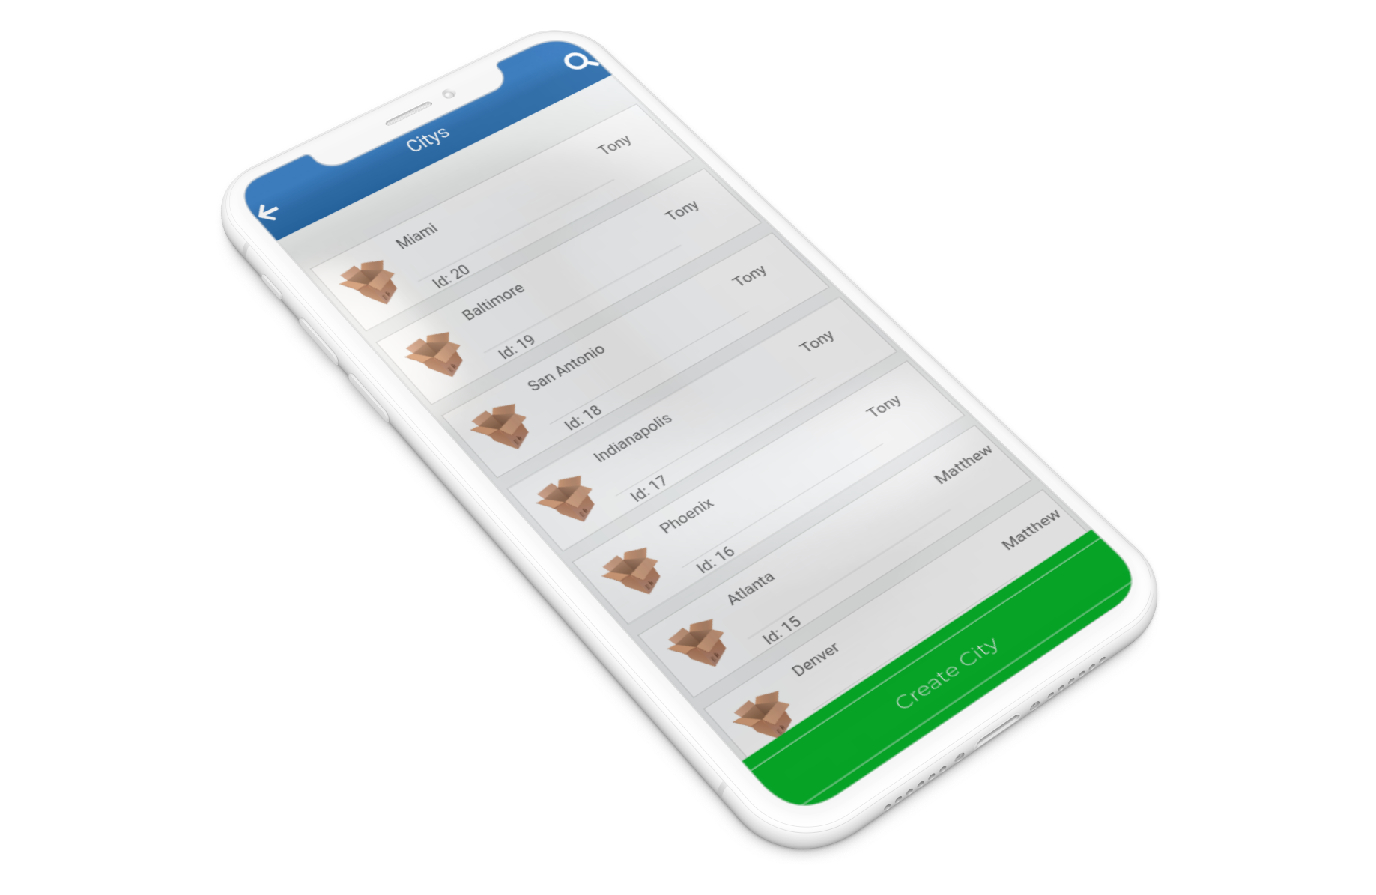 Citys
Miami Tony
Id: 20
Baltimore Tony
Id: 19
San Antonio Tony
Id: 18
Indianapolis Tony
Id: 17
Phoenix Tony
Id: 16
Atlanta Matthew
Id: 15
Denver Matthew
Create City